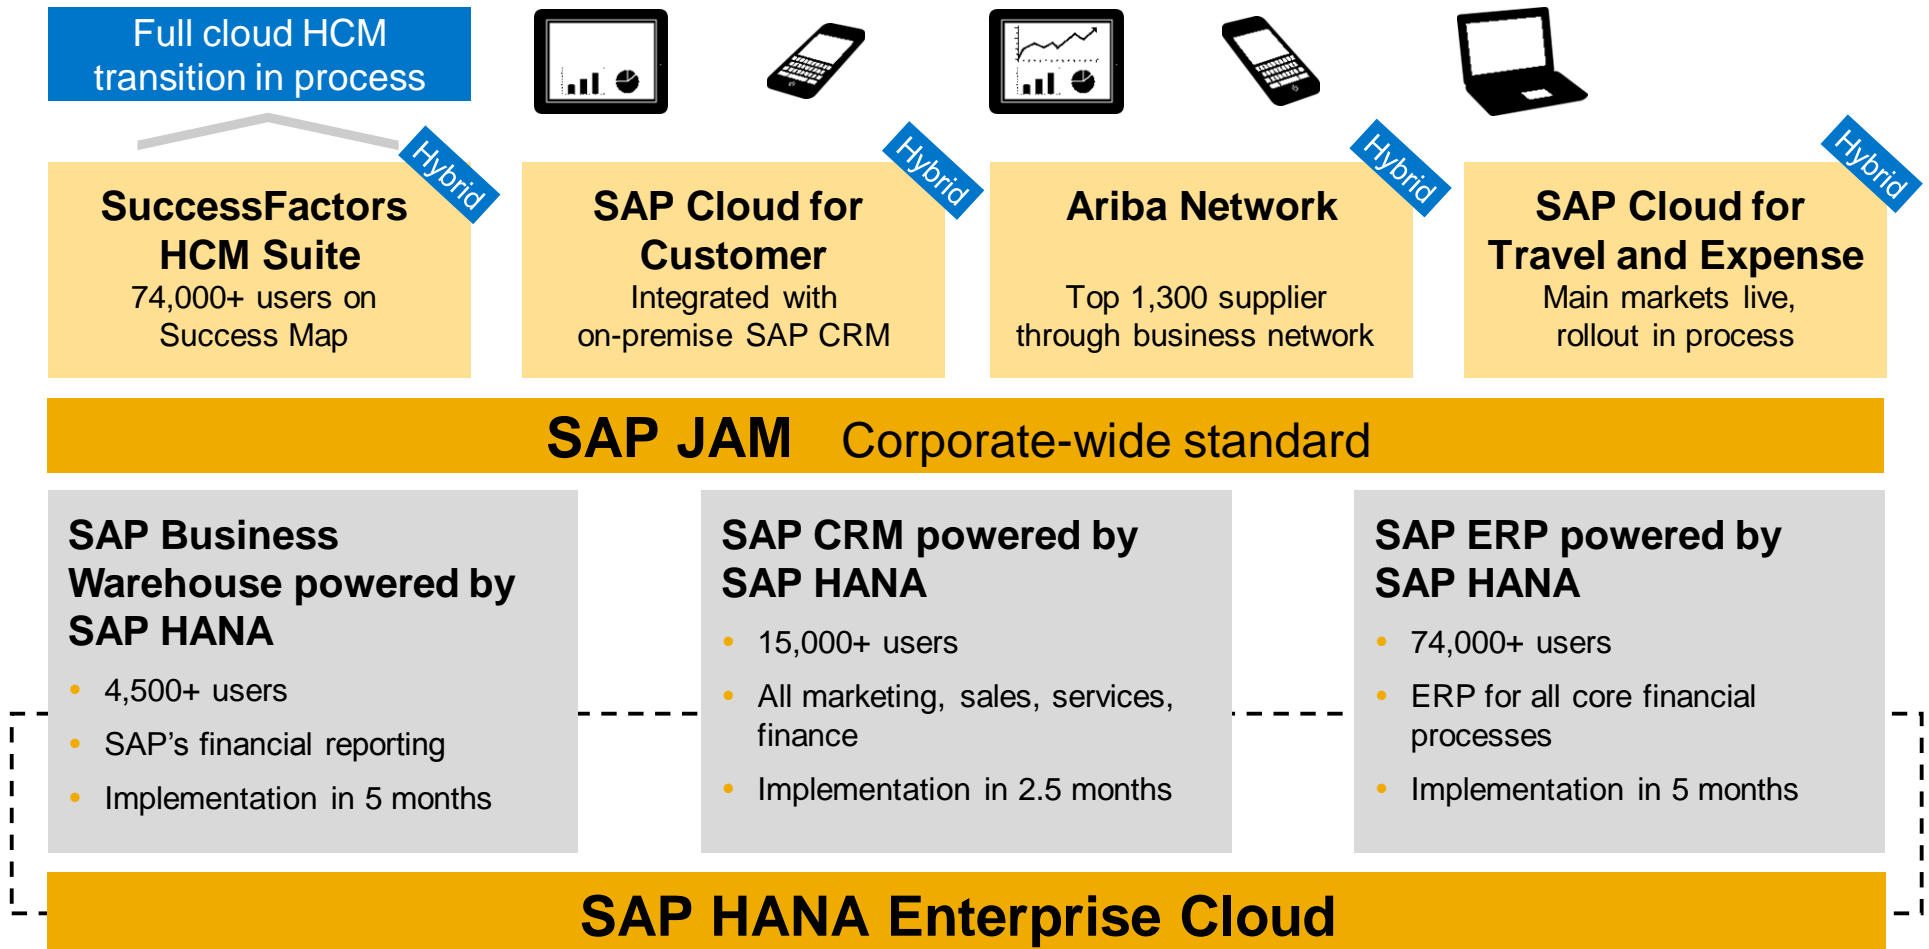 Full cloud HCM
transition in process
Hybrid
SuccessFactors
HCM Suite
74,000+ users on
Success Map
Hybrid
SAP Cloud for
Customer
Integrated with
on-premise SAP CRM
Hybrid
Ariba Network
Top 1,300 supplier
through business network
Hybrid
SAP Cloud for
Travel and Expense
Main markets live,
rollout in process
SAP JAM Corporate-wide standard
SAP Business
Warehouse powered by
SAP HANA
• 4,500+ users
• SAP’s financial reporting
• Implementation in 5 months
SAP CRM powered by
SAP HANA
• 15,000+ users
• All marketing, sales, services,
finance
• Implementation in 2.5 months
SAP ERP powered by
SAP HANA
• 74,000+ users
• ERP for all core financial
processes
• Implementation in 5 months
SAP HANA Enterprise Cloud